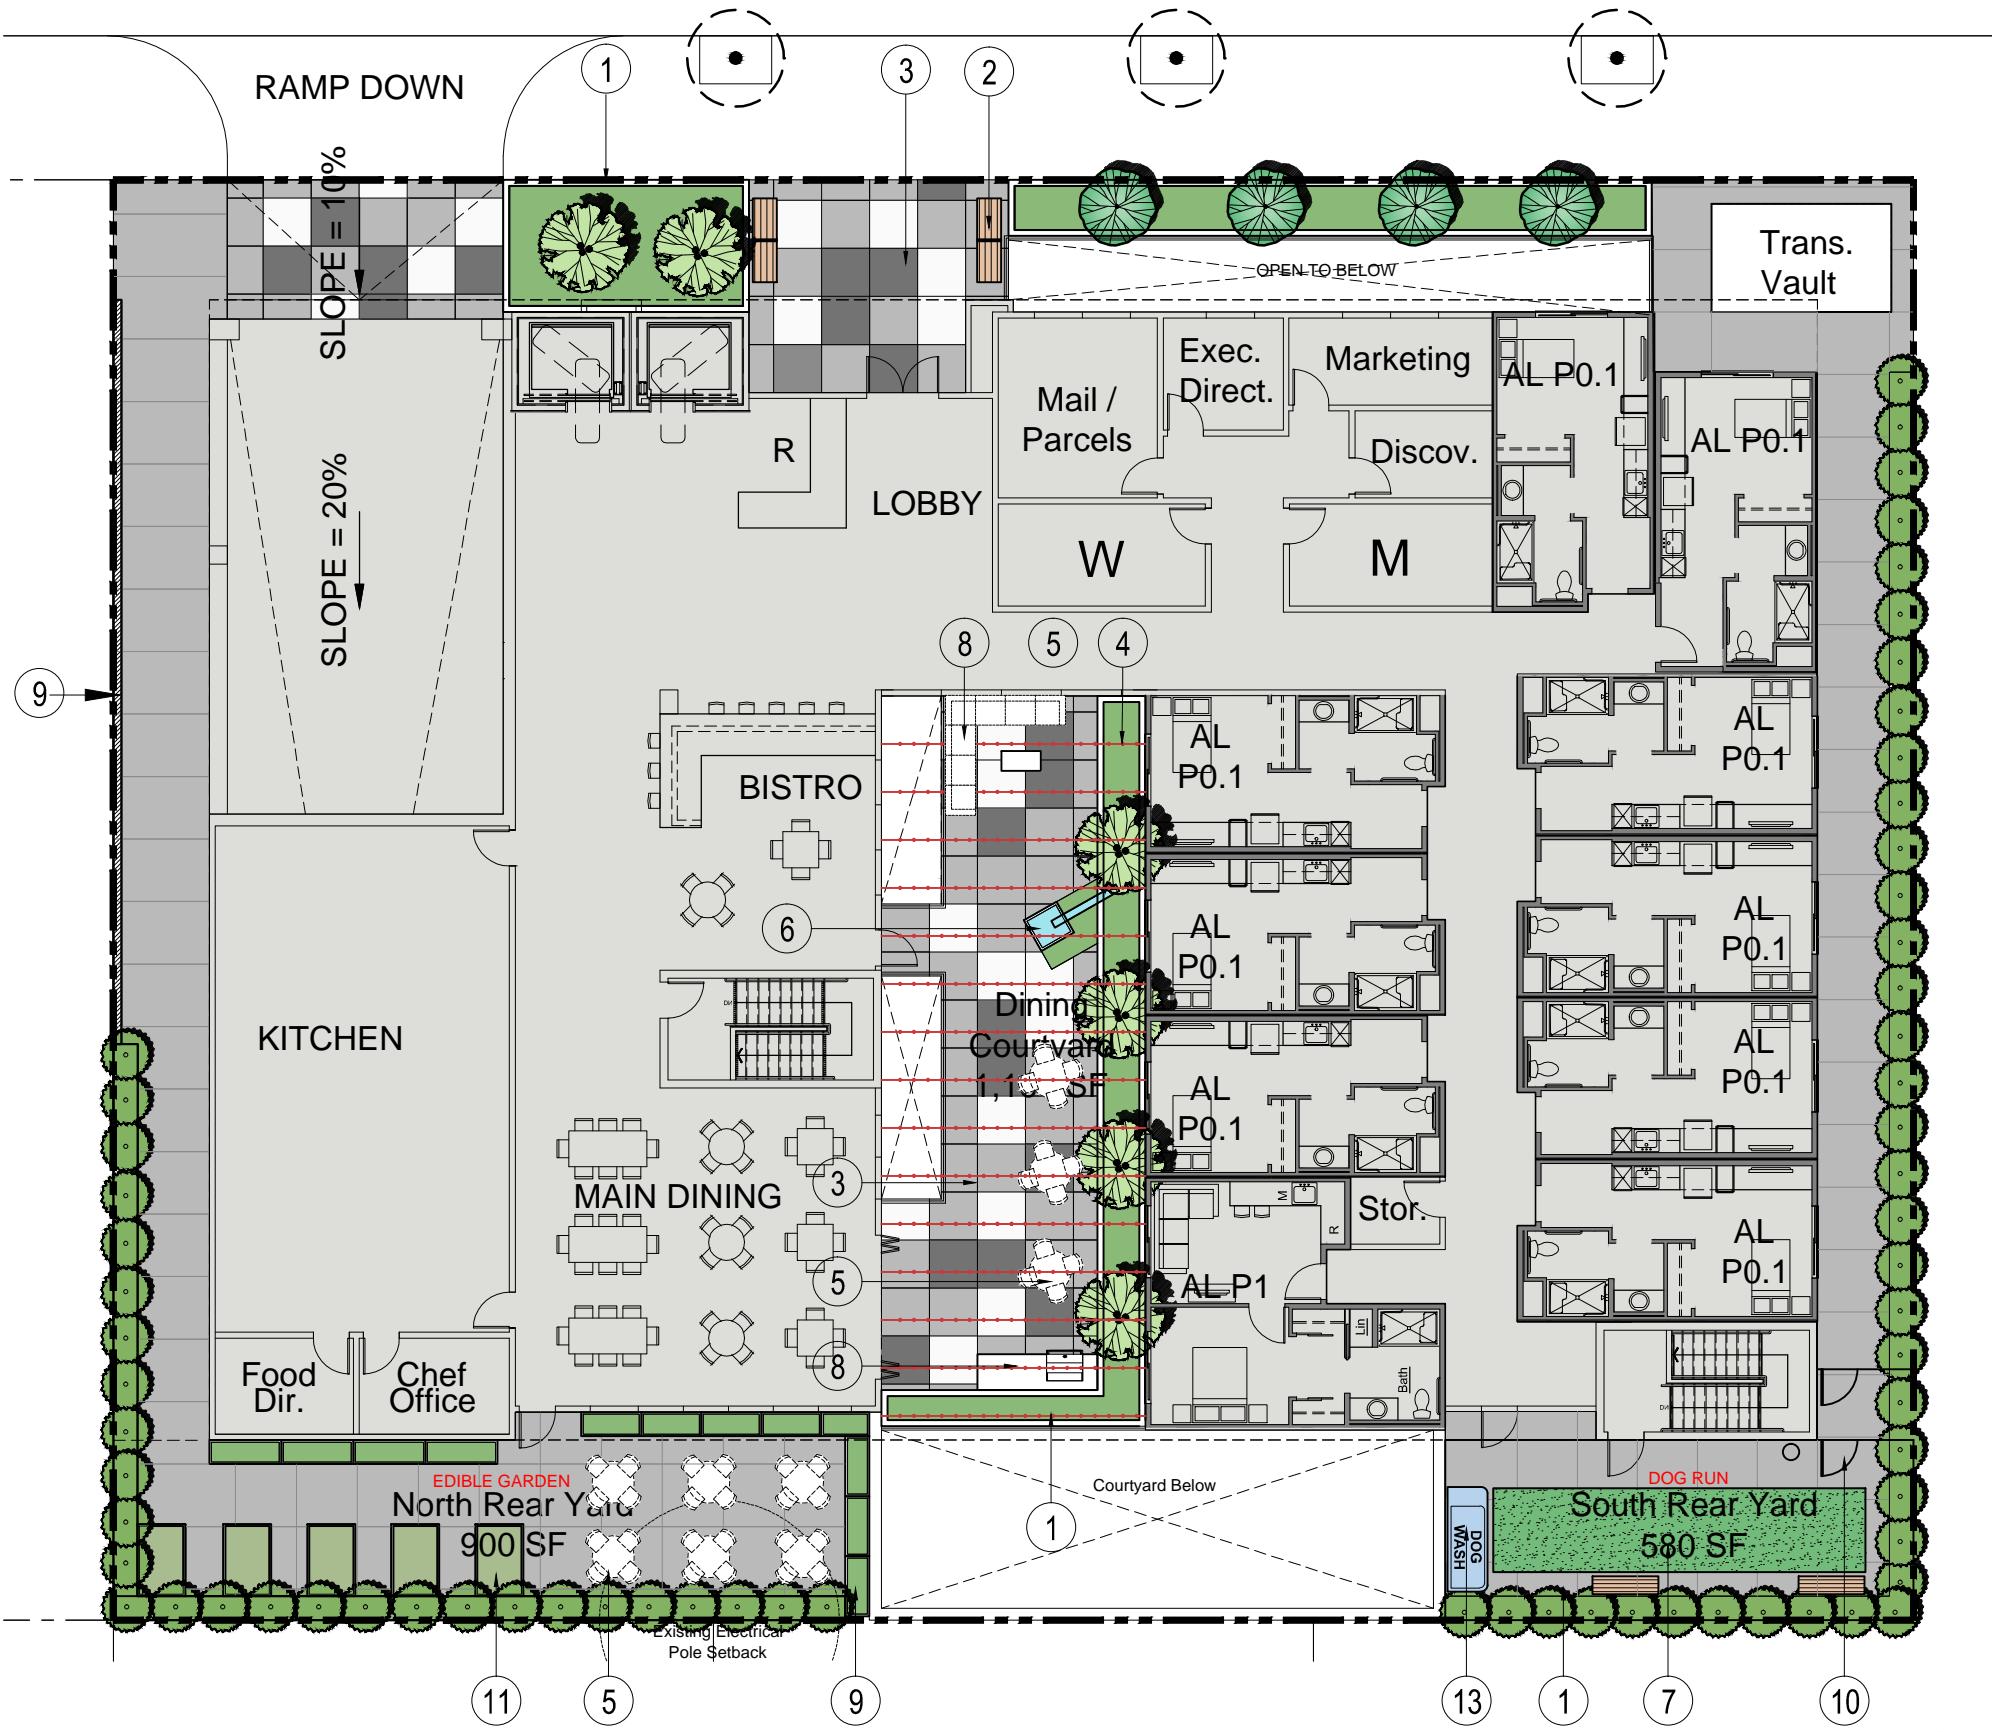 RAMP DOWN
1
3
2
SLOPE = 10%
OPEN TO BELOW
Trans.
Vault
SLOPE = 20%
R
LOBBY
Mail /
Parcels
Exec.
Direct.
Marketing
Discov.
AL P0.1
AL P0.1
W
M
9
8
5
4
BISTRO
6
AL
P0.1
AL
P0.1
AL
P0.1
AL
P0.1
KITCHEN
DN
Dining
Courtyard
SF
AL
P0.1
AL
P0.1
MAIN DINING
3
5
8
M
R
Stor.
AL P1
Lin
Bath
AL
P0.1
DN
Food
Dir.
Chef
Office
EDIBLE GARDEN
North Rear Yard
900 SF
Courtyard Below
1
DOG RUN
South Rear Yard
580 SF
DOG
WASH
Existing Electrical
Pole Setback
11
5
9
13
1
7
10